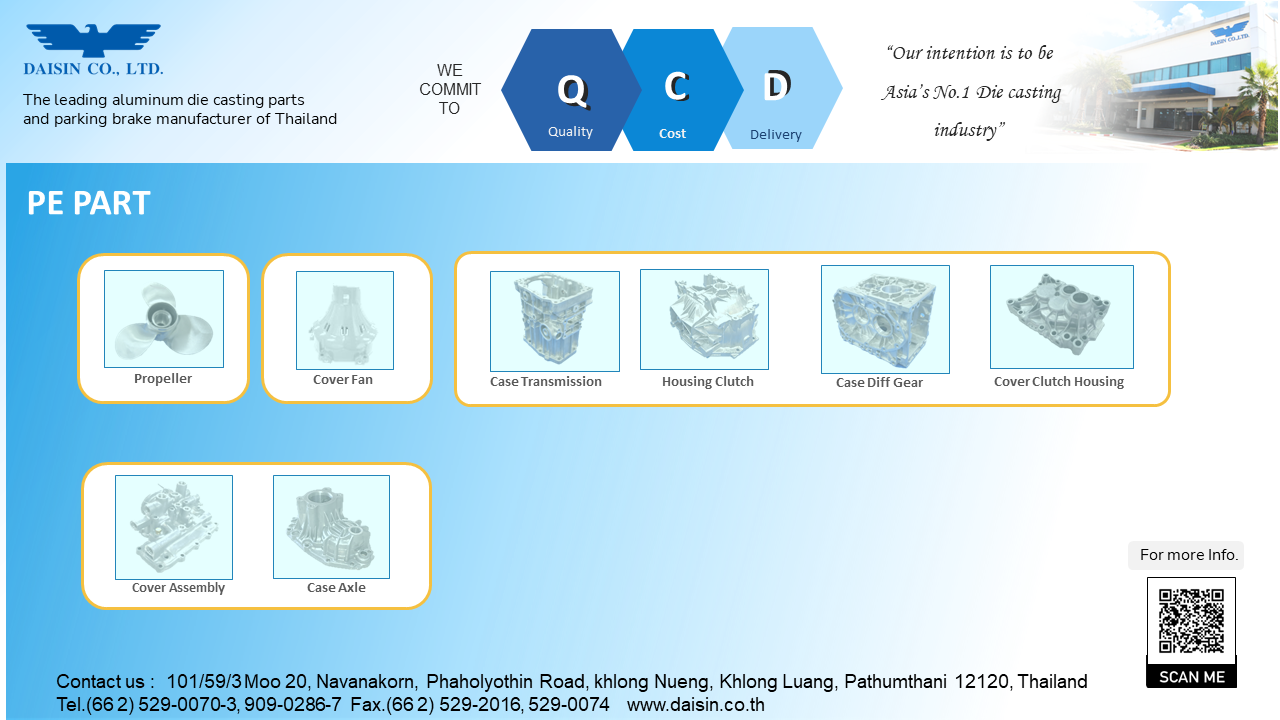 DAISIN CO., LTD.
The leading aluminum die casting parts
and parking brake manufacturer of Thailand
WE
COMMIT
TO
Q
Quality
C
Cost
D
Delivery
“Our intention is to be
Asia’s No.1 Die casting
industry”
DAISIN CO.,LTD.
PE PART
Propeller
Cover Fan
Case Transmission
Housing Clutch
Case Diff Gear
Cover Clutch Housing
Cover Assembly
Case Axle
For more Info.
SCAN ME
Contact us : 101/59/3 Moo 20, Navanakorn, Phaholyothin Road, khlong Nueng, Khlong Luang, Pathumthani 12120, Thailand
Tel.(66 2) 529-0070-3, 909-0286-7 Fax.(66 2) 529-2016, 529-0074 www.daisin.co.th